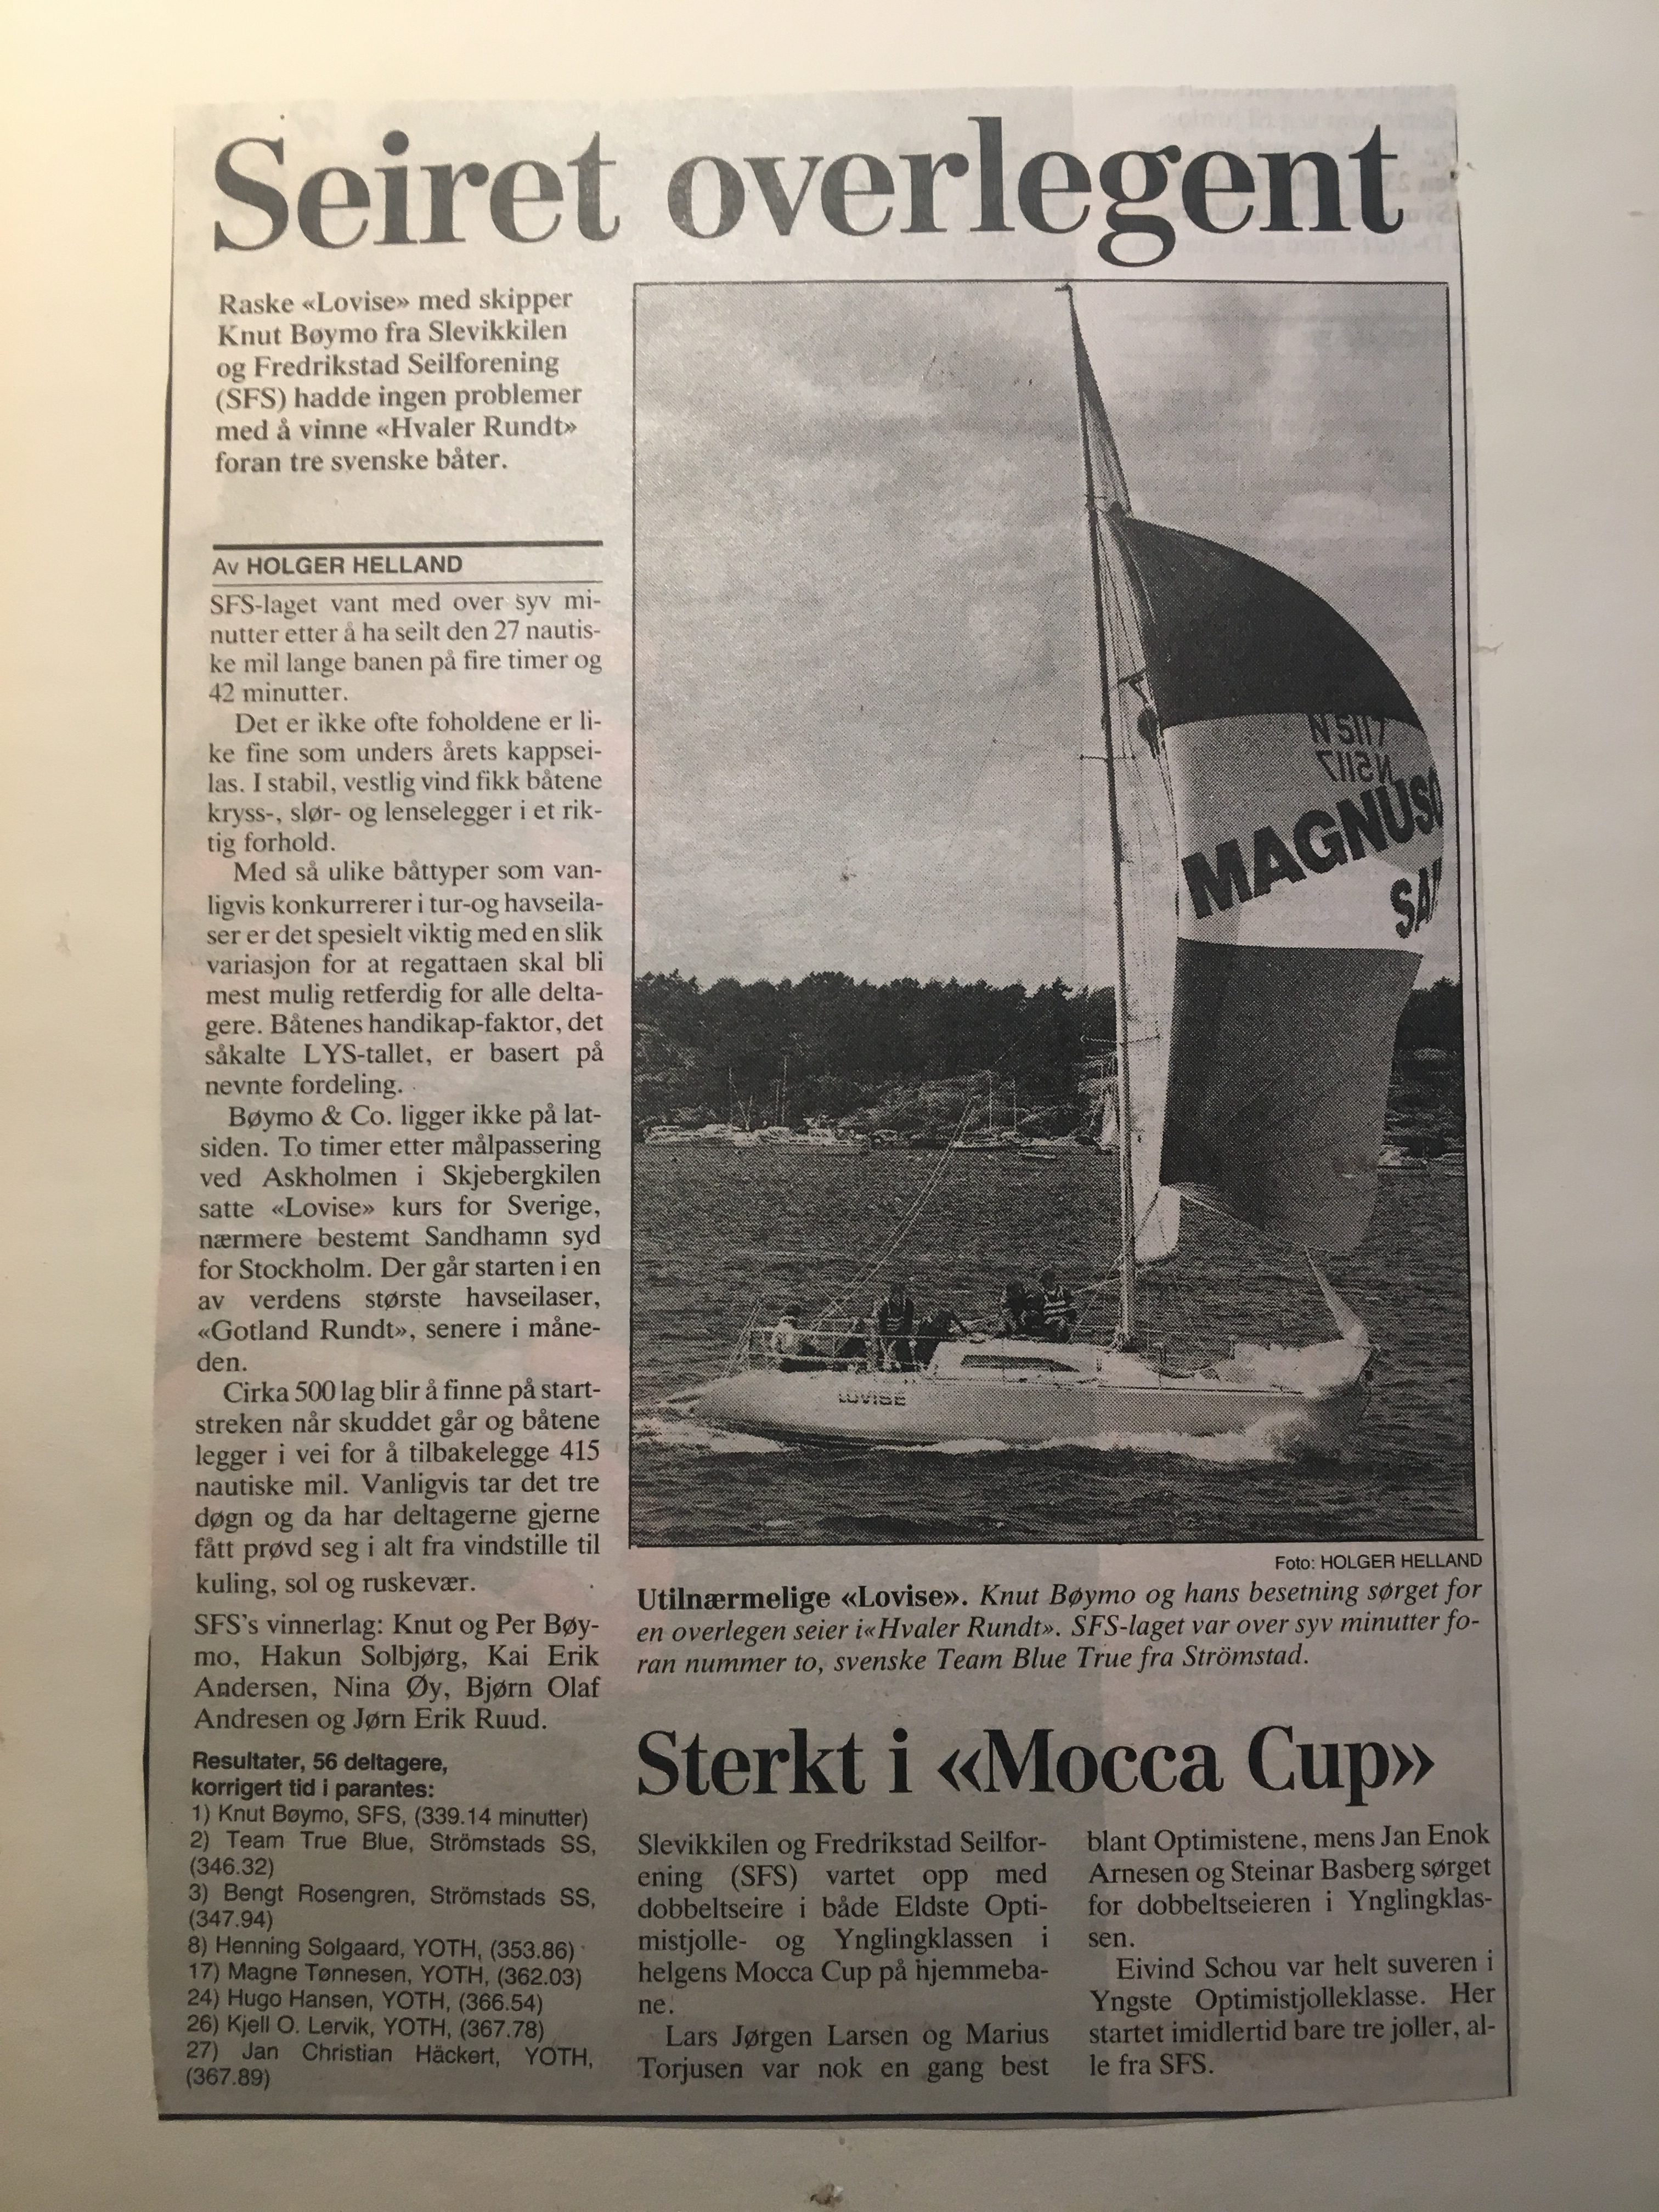 Seiret overlegent
Raske «Lovise» med skipper
Knut Bøymo fra Slevikkilen
og Fredrikstad Seilforening
(SFS) hadde ingen problemer
med å vinne «Hvaler Rundt»
foran tre svenske båter.
Av HOLGER HELLAND
SFS-laget vant med over syv mi-
nutter etter å ha seilt den 27 nautis-
ke mil lange banen på fire timer og
42 minutter.
Det er ikke ofte foholdene er li-
ke fine som unders årets kappsei-
las. I stabil, vestlig vind fikk båtene
kryss-, slør- og lenselegger i et rik-
tig forhold.
Med så ulike båttyper som van-
ligvis konkurrerer i tur-og havseila-
ser er det spesielt viktig med en slik
variasjon for at regattaen skal bli
mest mulig retferdig for alle delta-
gere. Båtenes handikap-faktor, det
såkalte LYS-tallet, er basert på
nevnte fordeling.
Bøymo & Co. ligger ikke på lat-
siden. To timer etter målpassering
ved Askholmen i Skjebergkilen
satte «Lovise» kurs for Sverige,
nærmere bestemt Sandhamn syd
for Stockholm. Der går starten i en
av verdens største havseilaser,
«Gotland Rundt», senere i måne-
den.
Cirka 500 lag blir å finne på start-
streken når skuddet går og båtene
legger i vei for å tilbakelegge 415
nautiske mil. Vanligvis tar det tre
døgn og da har deltagerne gjerne
fått prøvd seg i alt fra vindstille til
kuling, sol og ruskevær.
SFS's vinnerlag: Knut og Per Bøy-
mo, Hakun Solbjørg, Kai Erik
Andersen, Nina Øy, Bjørn Olaf
Andresen og Jørn Erik Ruud.
Resultater, 56 deltagere,
korrigert tid i parantes:
1) Knut Bøymo, SFS, (339.14 minutter)
2) Team True Blue, Strömstads SS,
(346.32)
3) Bengt Rosengren, Strömstads SS,
(347.94)
8) Henning Solgaard, YOTH, (353.86)
17) Magne Tønnesen, YOTH, (362.03)
24) Hugo Hansen, YOTH, (366.54)
26) Kjell O. Lervik, YOTH, (367.78)
27) Jan Christian Häckert, YOTH,
(367.89)
N 5117
N5117
MAGNUSO
SA
LOVISE
Foto: HOLGER HELLAND
Utilnærmelige «Lovise». Knut Bøymo og hans besetning sørget for
en overlegen seier i«Hvaler Rundt». SFS-laget var over syv minutter fo-
ran nummer to, svenske Team Blue True fra Strömstad.
Sterkt i «Mocca Cup»
Slevikkilen og Fredrikstad Seilfor-
ening (SFS) vartet opp med
dobbeltseire i både Eldste Opti-
mistjolle- og Ynglingklassen i
helgens Mocca Cup på hjemmeba-
ne.
Lars Jørgen Larsen og Marius
Torjusen var nok en gang best
blant Optimistene, mens Jan Enok
Arnesen og Steinar Basberg sørget
for dobbeltseieren i Ynglingklas-
sen.
Eivind Schou var helt suveren i
Yngste Optimistjolleklasse. Her
startet imidlertid bare tre joller, al-
le fra SFS.